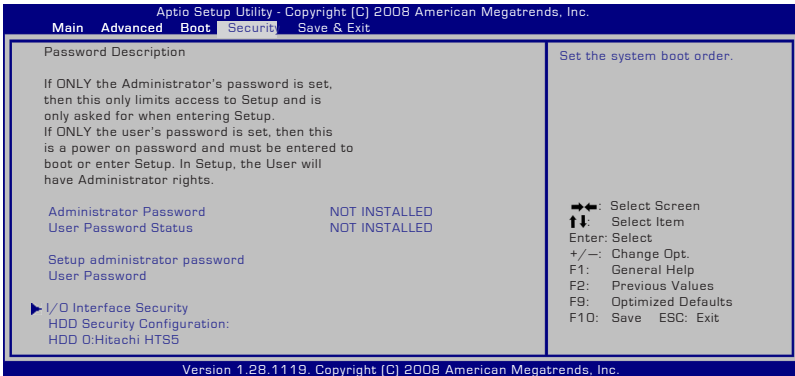 Aptio Setup Utility - Copyright (C) 2008 American Megatrends, Inc.
Main Advanced Boot Security Save & Exit
Password Description
If ONLY the Administrator's password is set,
then this only limits access to Setup and is
only asked for when entering Setup.
If ONLY the user's password is set, then this
is a power on password and must be entered to
boot or enter Setup. In Setup, the User will
have Administrator rights.
Administrator Password NOT INSTALLED
User Password Status NOT INSTALLED
Setup administrator password
User Password
I/O Interface Security
HDD Security Configuration:
HDD 0:Hitachi HTS5
Set the system boot order.
→←: Select Screen
↑↓: Select Item
Enter: Select
+/—: Change Opt.
F1: General Help
F2: Previous Values
F9: Optimized Defaults
F10: Save ESC: Exit
Version 1.28.1119. Copyright (C) 2008 American Megatrends, Inc.